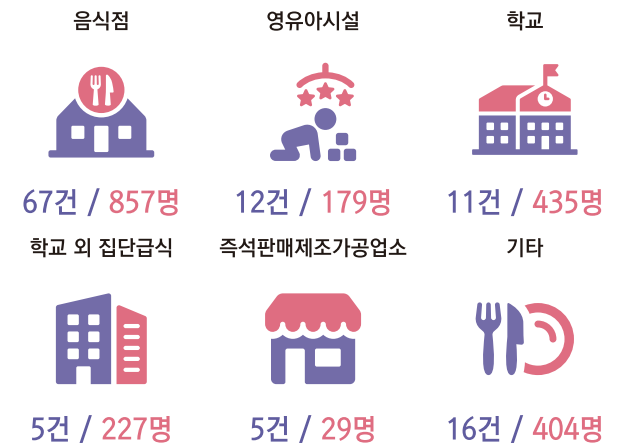 음식점
영유아시설
학교
67건 / 857명
12건 / 179명
11건 / 435명
학교 외 집단급식
즉석판매제조가공업소
기타
5건 / 227명
5건 / 29명
16건 / 404명